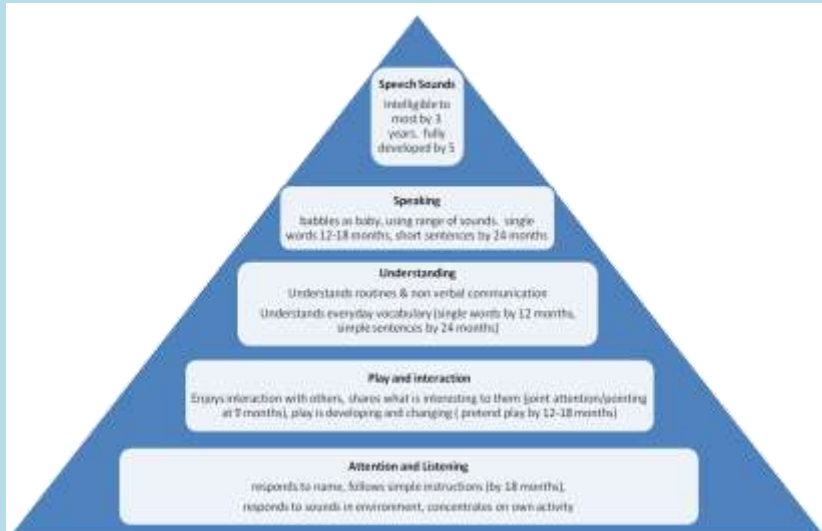 Speech Sounds
Intelligible to
most by 3
years, fully
developed by 5
Speaking
babbles as baby, using range of sounds. single
words 12-18 months, short sentences by 24 months
Understanding
Understands routines & non verbal communication
Understands everyday vocabulary (single words by 12 months,
simple sentences by 24 months)
Play and interaction
Enjoys interaction with others, shares what is interesting to them (joint attention/pointing
at 9 months), play is developing and changing ( pretend play by 12-18 months)
Attention and Listening
responds to name, follows simple instructions (by 18 months),
responds to sounds in environment, concentrates on own activity